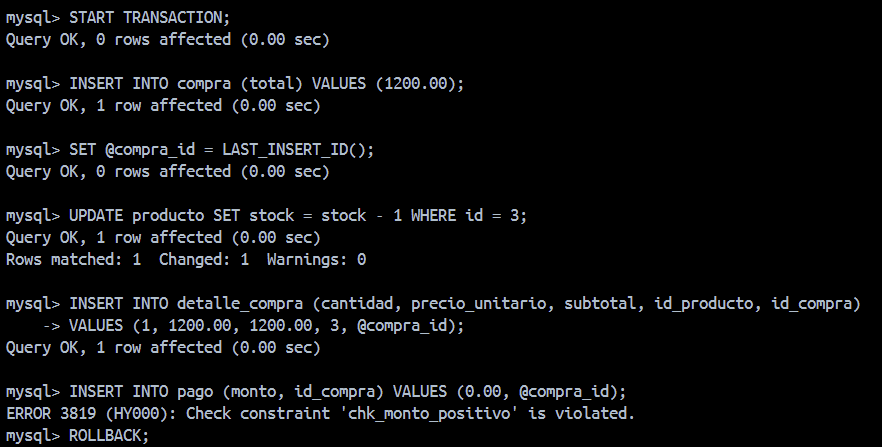 mysql> START TRANSACTION;
Query OK, 0 rows affected (0.00 sec)
mysql> INSERT INTO compra (total) VALUES (1200.00);
Query OK, 1 row affected (0.00 sec)
mysql> SET @compra_id = LAST_INSERT_ID();
Query OK, 0 rows affected (0.00 sec)
mysql> UPDATE producto SET stock = stock - 1 WHERE id = 3;
Query OK, 1 row affected (0.00 sec)
Rows matched: 1  Changed: 1  Warnings: 0
mysql> INSERT INTO detalle_compra (cantidad, precio_unitario, subtotal, id_producto, id_compra)
    -> VALUES (1, 1200.00, 1200.00, 3, @compra_id);
Query OK, 1 row affected (0.00 sec)
mysql> INSERT INTO pago (monto, id_compra) VALUES (0.00, @compra_id);
ERROR 3819 (HY000): Check constraint 'chk_monto_positivo' is violated.
mysql> ROLLBACK;